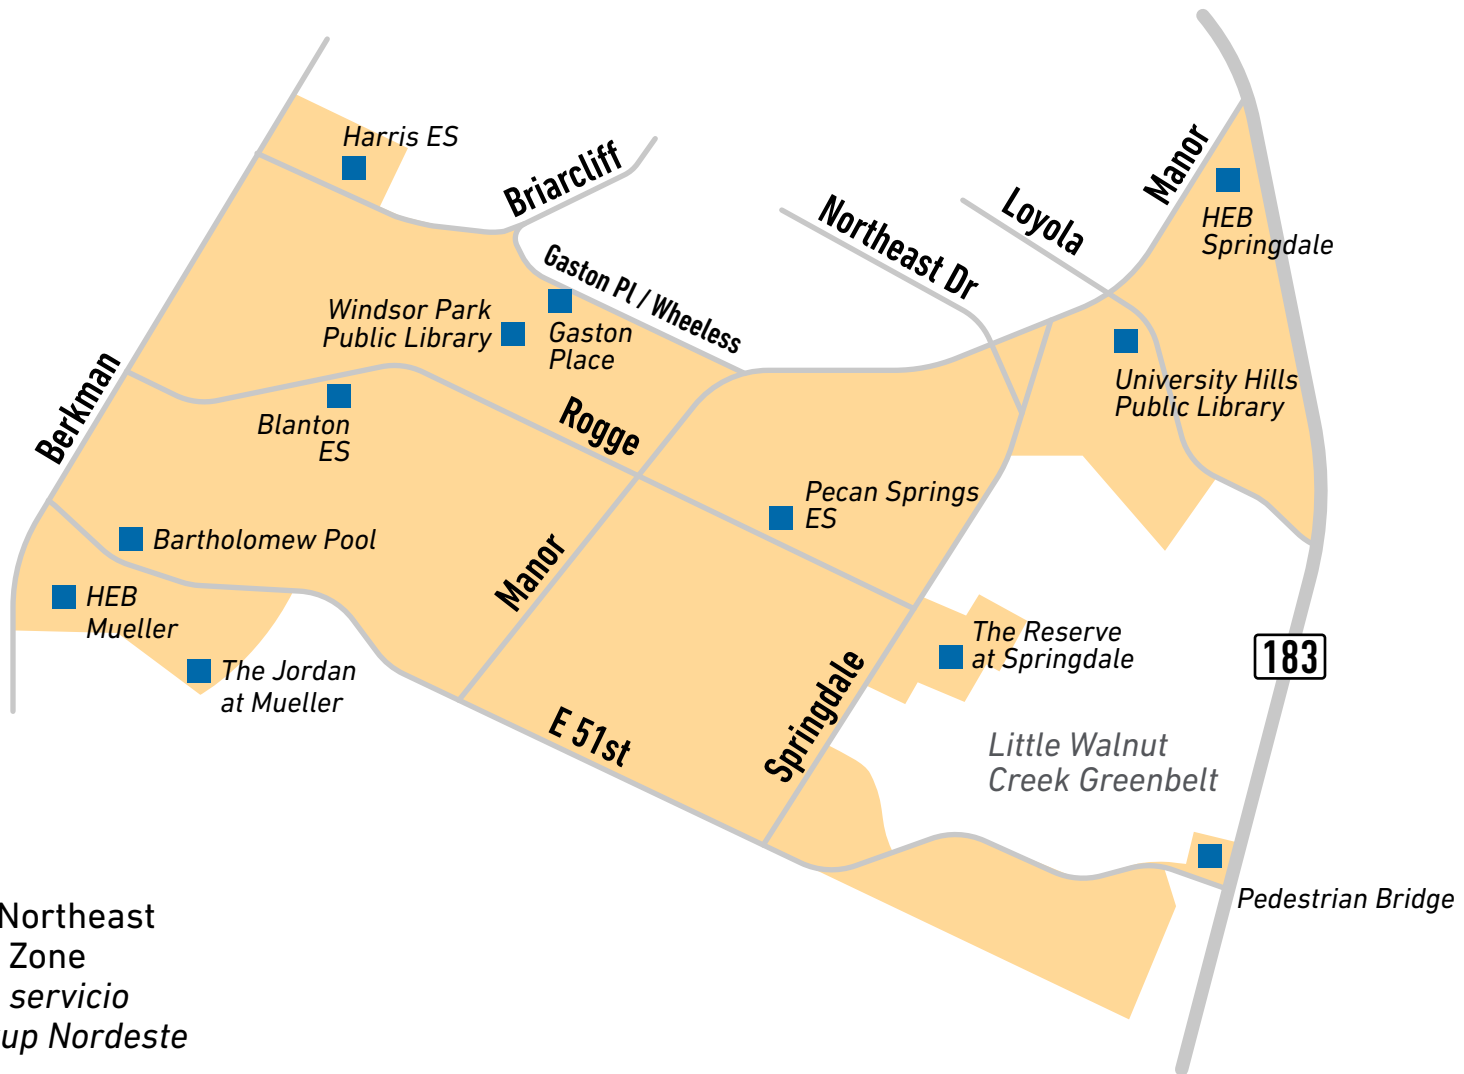 Harris ES
Briarcliff
Manor
HEB
Springdale
Loyola
Northeast Dr
Gaston Pl / Wheeless
Windsor Park
Public Library
Gaston
Place
University Hills
Public Library
Berkman
Blanton
ES
Rogge
Pecan Springs
ES
Bartholomew Pool
Manor
HEB
Mueller
The Jordan
at Mueller
The Reserve
at Springdale
183
Springdale
E 51st
Little Walnut
Creek Greenbelt
Pedestrian Bridge
Northeast
Zone
servicio
up Nordeste